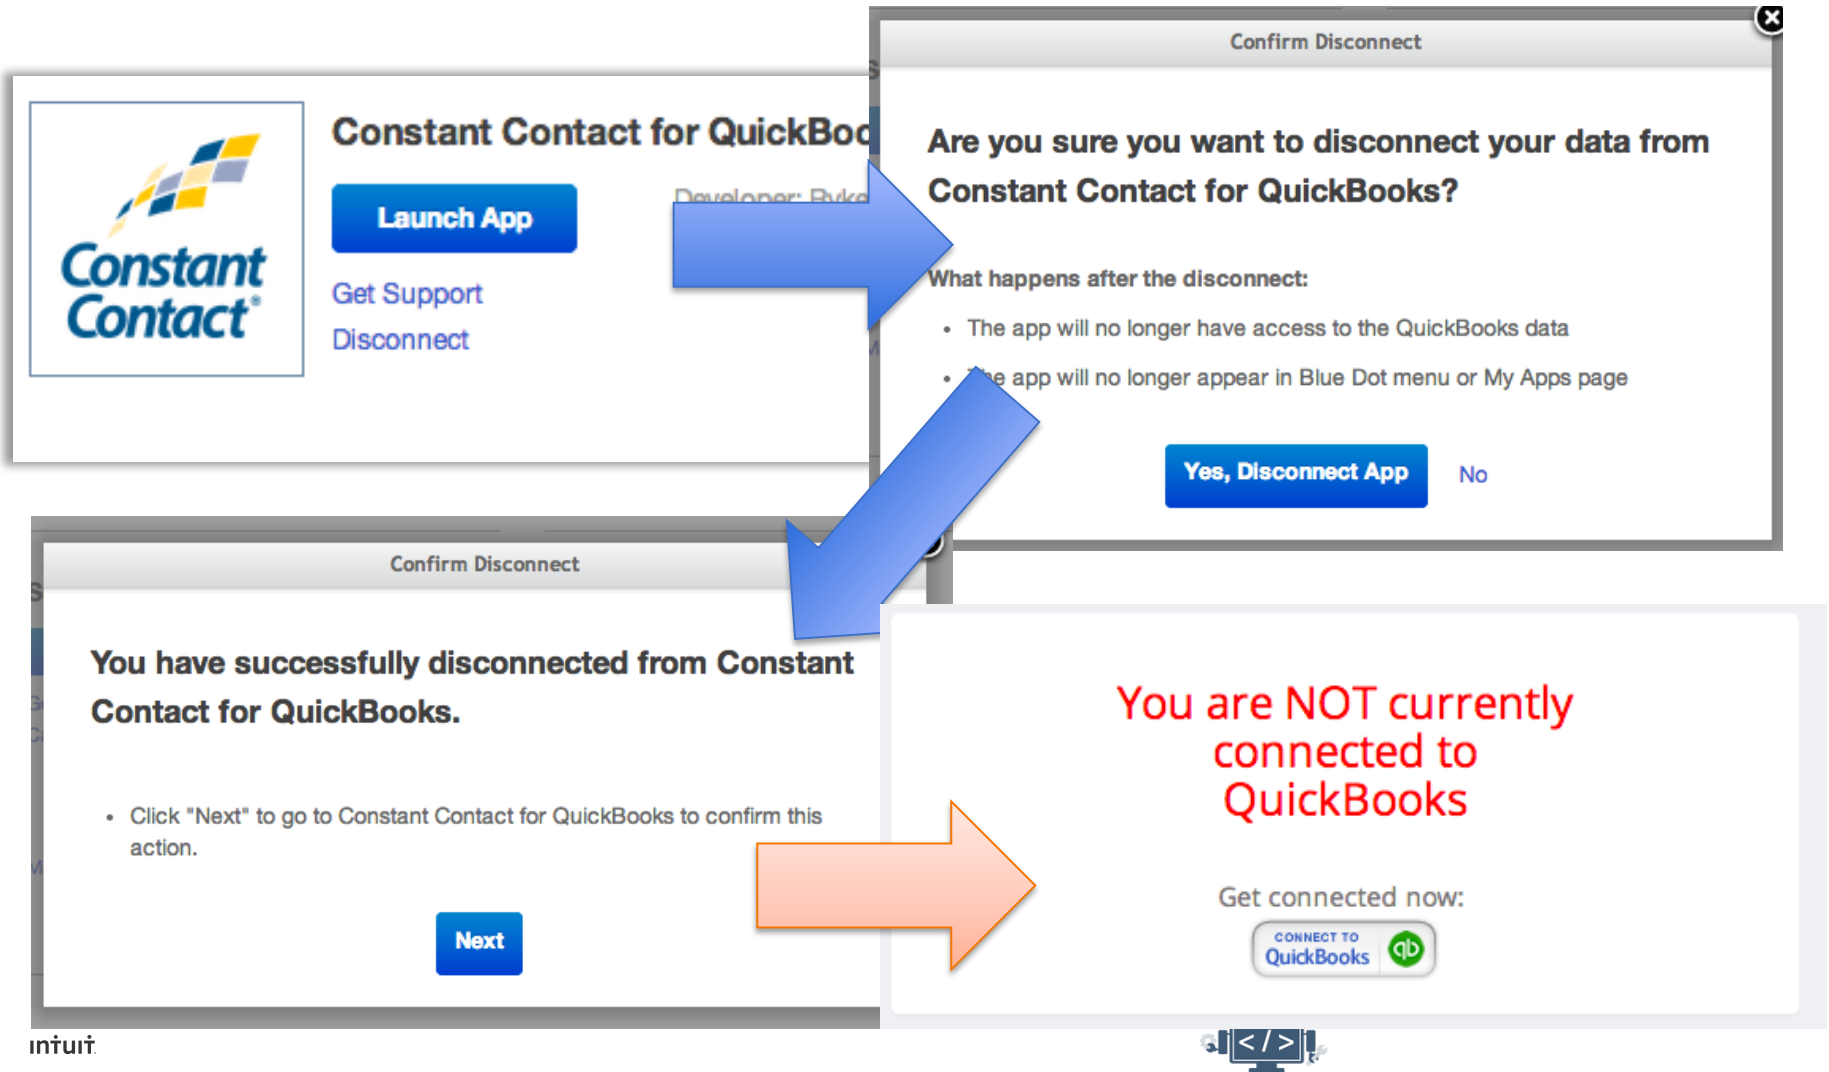 Constant Contact for QuickBoo
Constant
Contact®
Launch App
Developer: Ryke
Get Support
Disconnect
Confirm Disconnect
Are you sure you want to disconnect your data from
Constant Contact for QuickBooks?
What happens after the disconnect:
• The app will no longer have access to the QuickBooks data
• The app will no longer appear in Blue Dot menu or My Apps page
Yes, Disconnect App
No
Confirm Disconnect
You have successfully disconnected from Constant
Contact for QuickBooks.
• Click "Next" to go to Constant Contact for QuickBooks to confirm this
action.
Next
You are NOT currently
connected to
QuickBooks
Get connected now:
CONNECT TO
QuickBooks
qb
intuit
</>